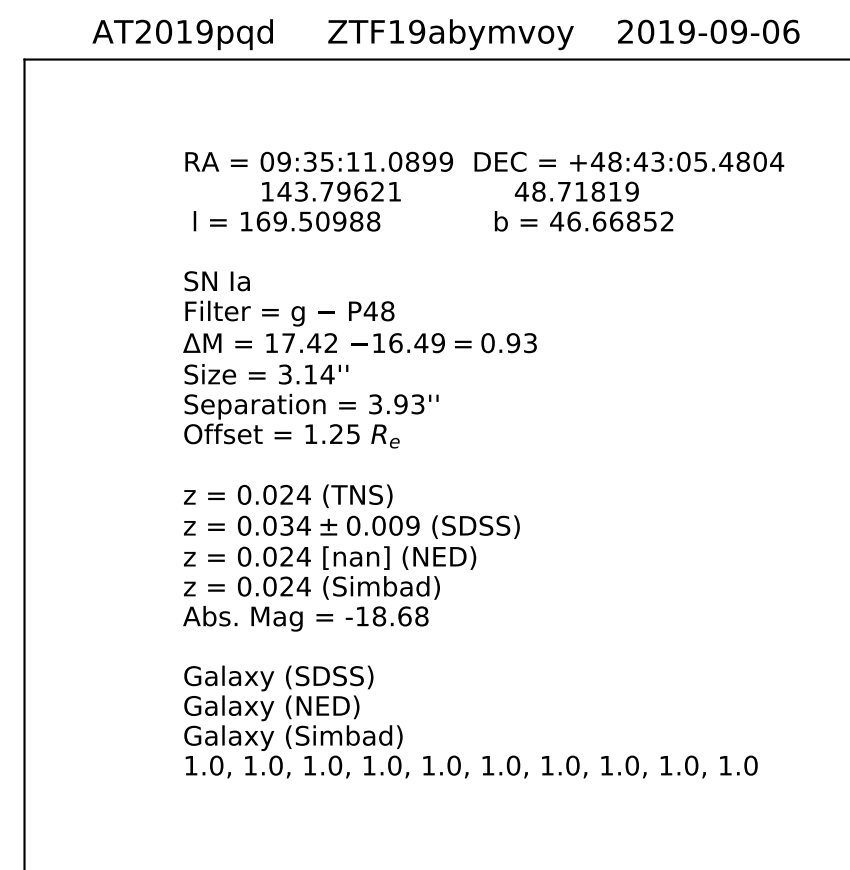 AT2019pqd ZTF19abymvoy 2019-09-06
RA = 09:35:11.0899 DEC = +48:43:05.4804
143.79621 48.71819
l = 169.50988 b = 46.66852
SN Ia
Filter = g − P48
ΔM = 17.42 −16.49 = 0.93
Size = 3.14''
Separation = 3.93''
Offset = 1.25 Re
z = 0.024 (TNS)
z = 0.034 ± 0.009 (SDSS)
z = 0.024 [nan] (NED)
z = 0.024 (Simbad)
Abs. Mag = -18.68
Galaxy (SDSS)
Galaxy (NED)
Galaxy (Simbad)
1.0, 1.0, 1.0, 1.0, 1.0, 1.0, 1.0, 1.0, 1.0, 1.0